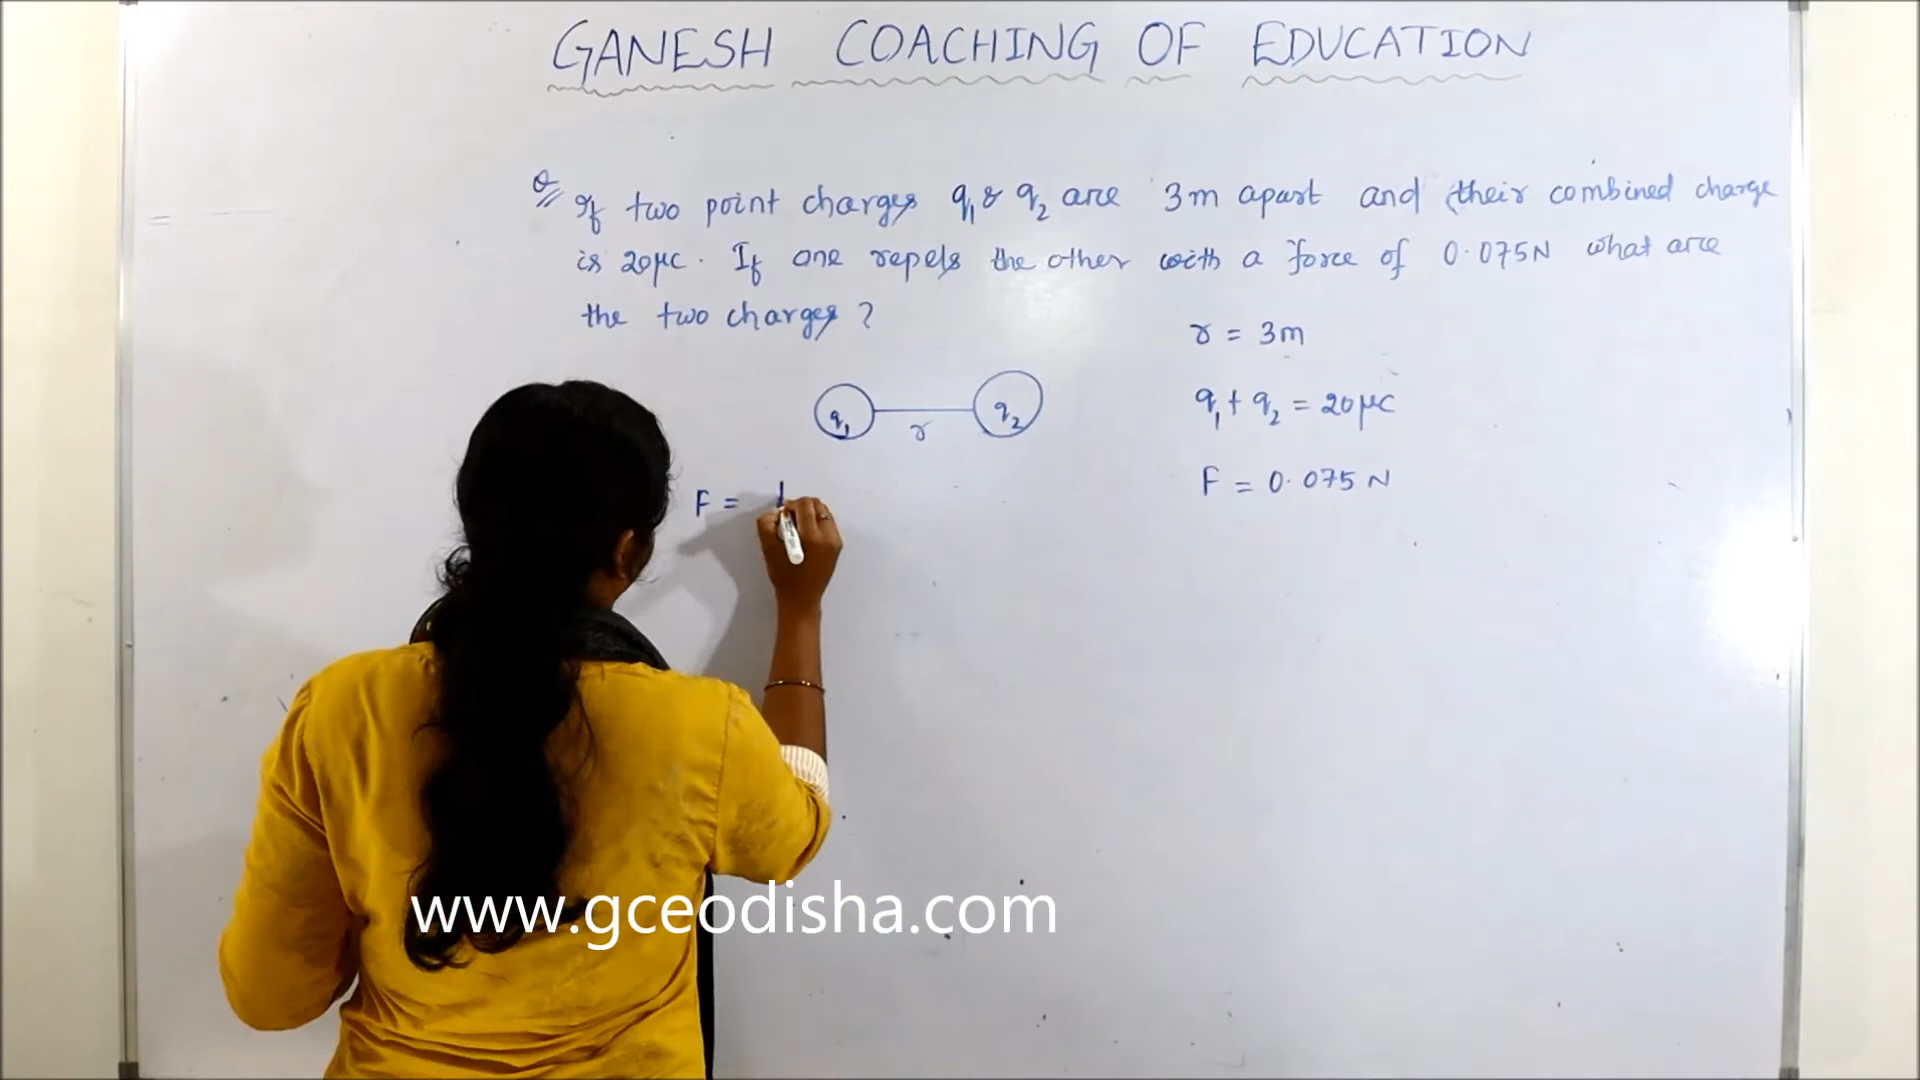 GANESH COACHING OF EDUCATION
Q If two point charges q₁ & q₂ are 3m apart and their combined charge
is 20μc. If one repels the other with a force of 0.075N what are
the two charges?
r = 3m
q₁ r q₂
q₁ + q₂ = 20μc
F = 0.075 N
F = 1
www.gceodisha.com